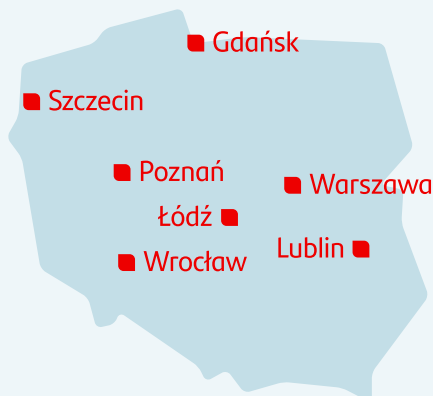 Gdańsk
Szczecin
Poznań
Warszawa
Łódź
Lublin
Wrocław